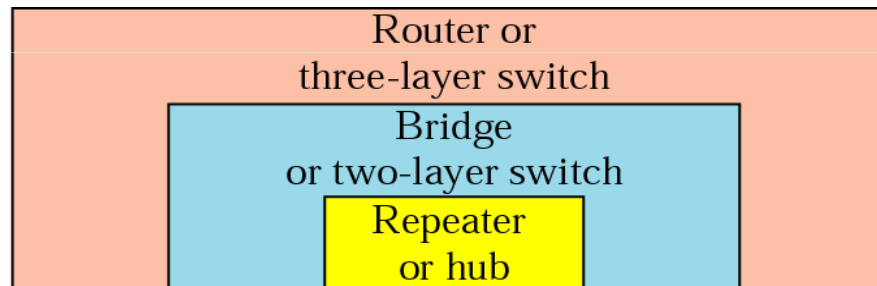 Router or
three-layer switch
Bridge
or two-layer switch
Repeater
or hub